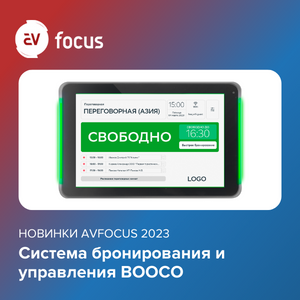 AV focus
Переговорная
ПЕРЕГОВОРНАЯ (АЗИЯ)
15:00
СВОБОДНО
16:30
LOGO
НОВИНКИ AVFOCUS 2023
Система бронирования и
управления BOOCO